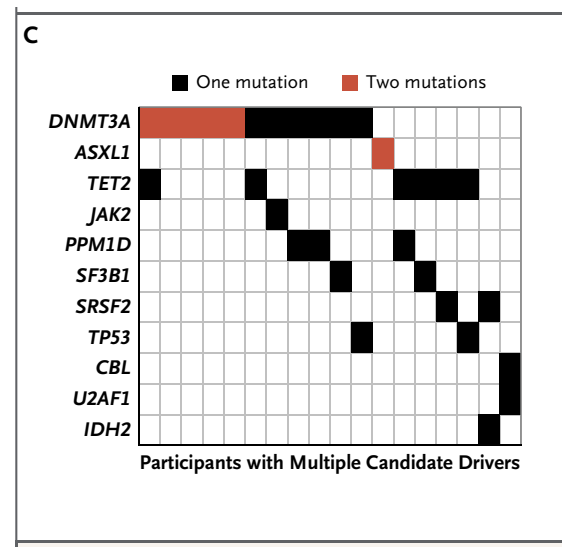 C
One mutation
Two mutations
DNMT3A
ASXL1
TET2
JAK2
PPM1D
SF3B1
SRSF2
TP53
CBL
U2AF1
IDH2
Participants with Multiple Candidate Drivers